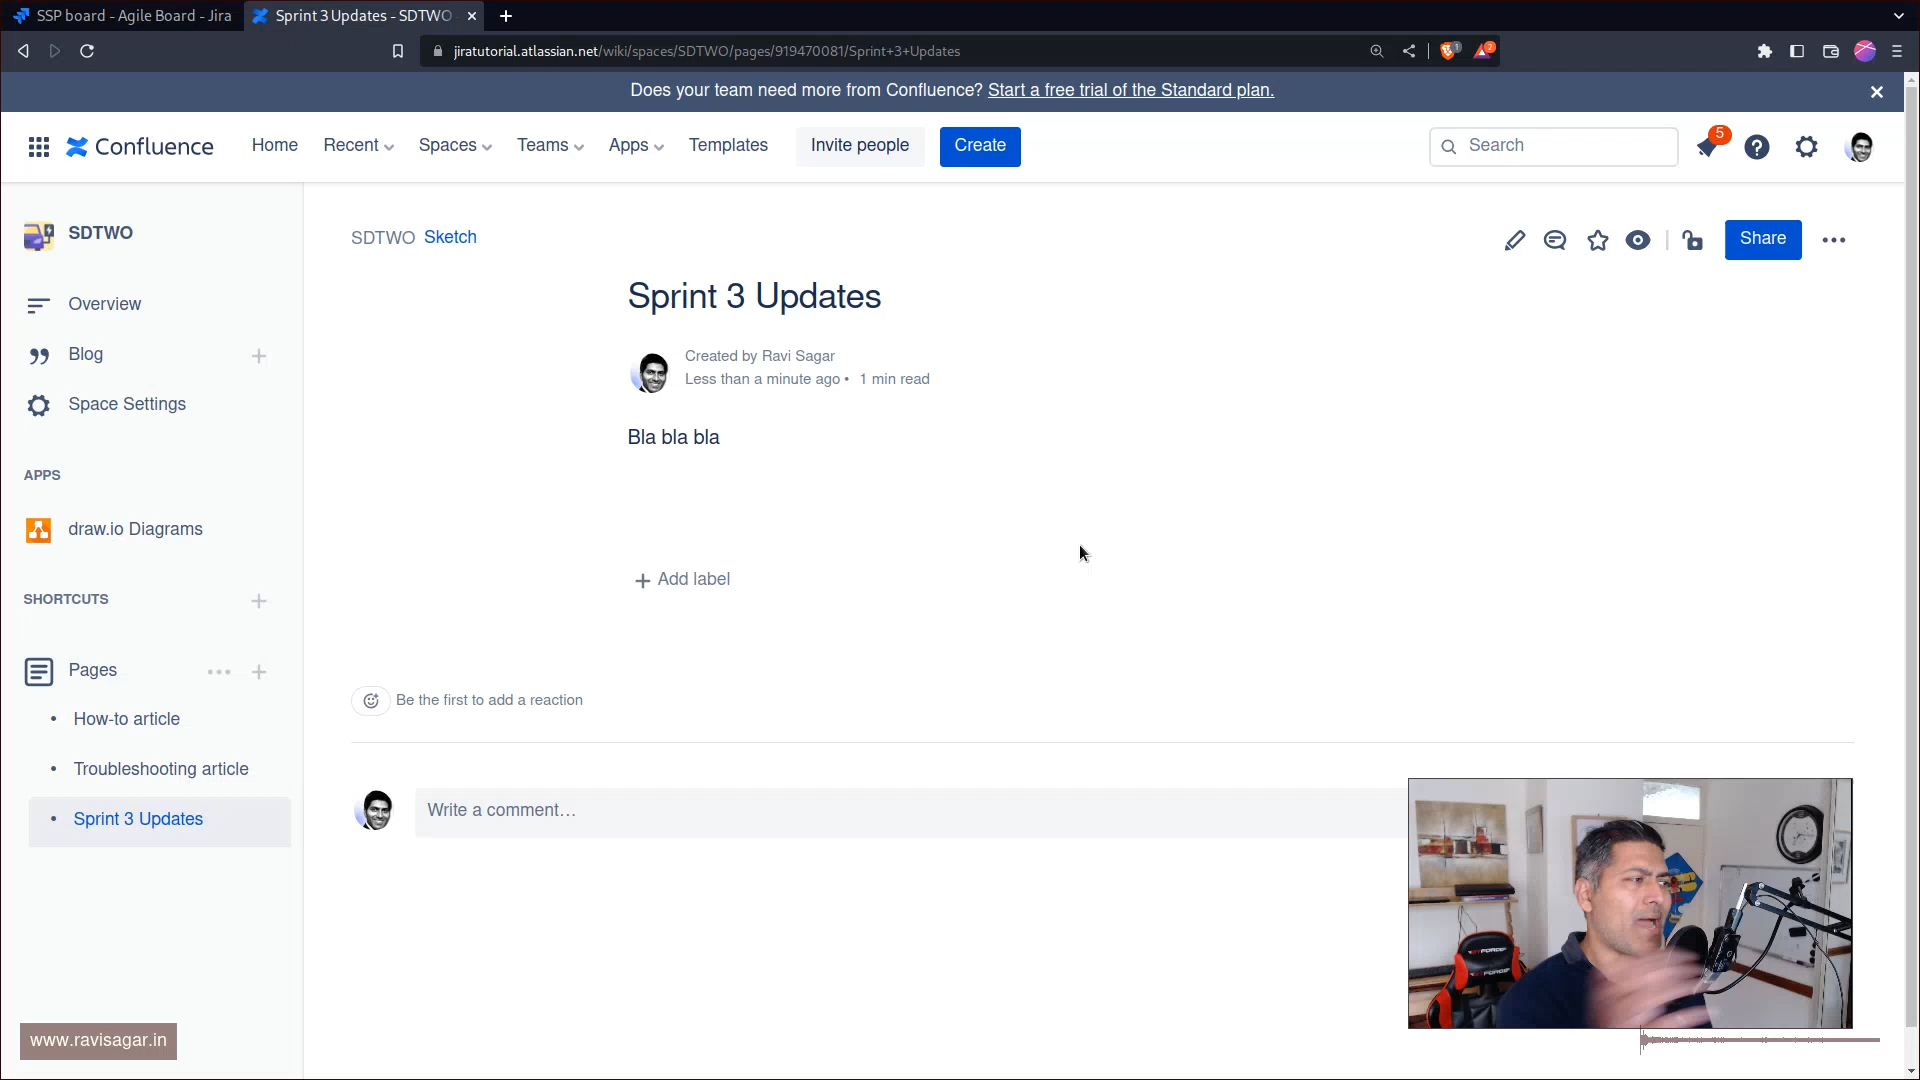 SSP board - Agile Board - Jira
Sprint 3 Updates - SDTWO
jiratutorial.atlassian.net/wiki/spaces/SDTWO/pages/919470081/Sprint+3+Updates
1
2
Does your team need more from Confluence? Start a free trial of the Standard plan.
Confluence
Home
Recent
Spaces
Teams
Apps
Templates
Invite people
Create
Search
5
SDTWO
Overview
Blog
Space Settings
APPS
draw.io Diagrams
SHORTCUTS
Pages
How-to article
Troubleshooting article
Sprint 3 Updates
SDTWO
Sketch
Share
Sprint 3 Updates
Created by Ravi Sagar
Less than a minute ago • 1 min read
Bla bla bla
Add label
Be the first to add a reaction
Write a comment…
www.ravisagar.in